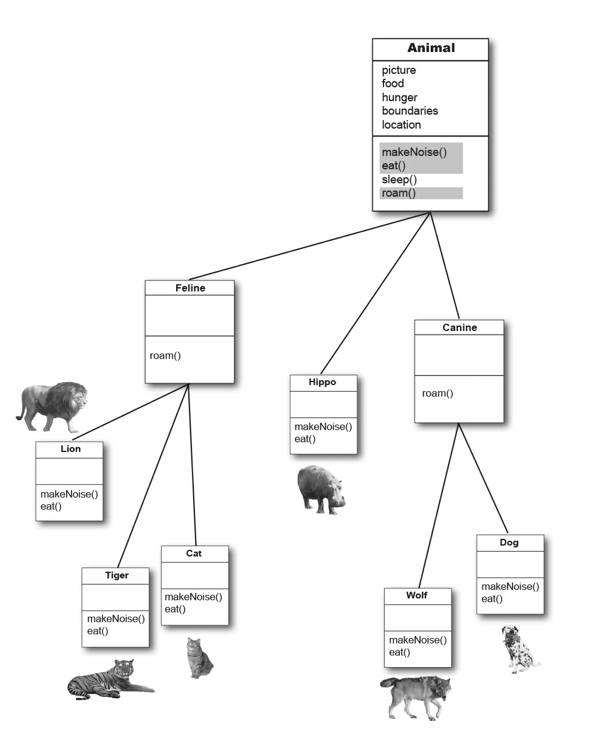 Animal
picture
food
hunger
boundaries
location
makeNoise()
eat()
sleep()
roam()
Feline
roam()
Canine
roam()
Hippo
makeNoise()
eat()
Lion
makeNoise()
eat()
Cat
makeNoise()
eat()
Tiger
makeNoise()
eat()
Dog
makeNoise()
eat()
Wolf
makeNoise()
eat()